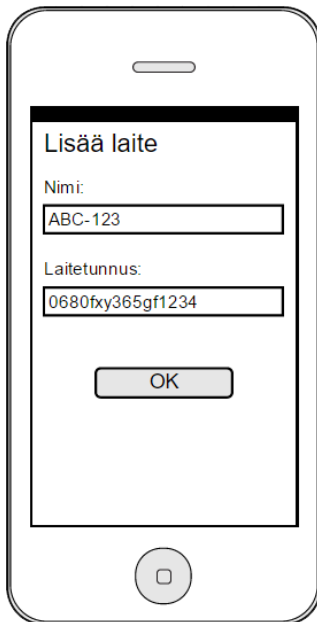 Lisää laite
Nimi:
ABC-123
Laitetunnus:
0680fxy365gf1234
OK